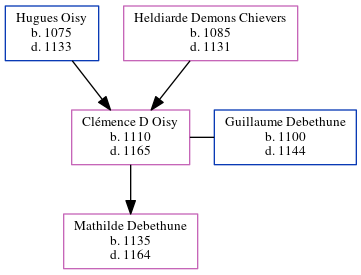 Hugues Oisy
b. 1075
d. 1133
Heldiarde Demons Chievers
b. 1085
d. 1131
Clémence D Oisy
b. 1110
d. 1165
Guillaume Debethune
b. 1100
d. 1144
Mathilde Debethune
b. 1135
d. 1164